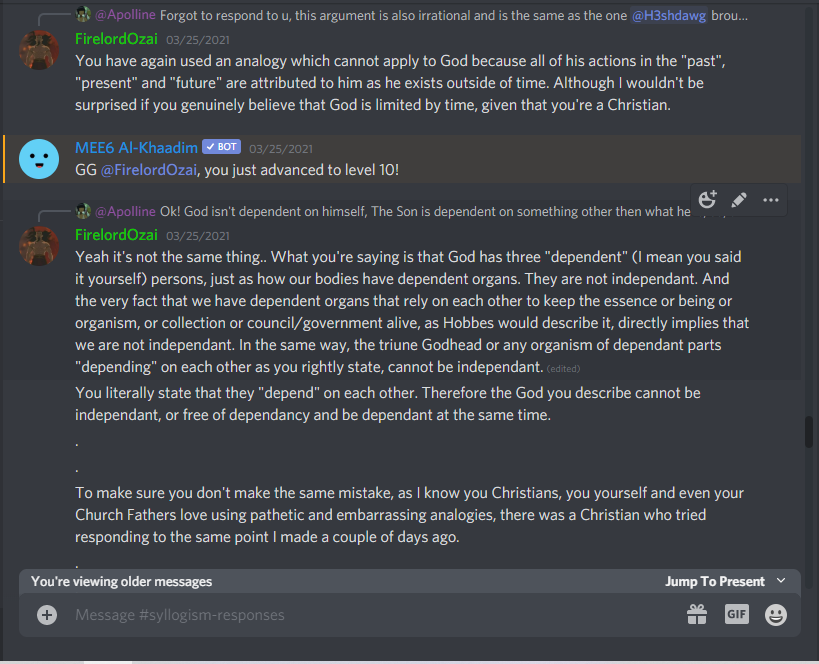 @Apolline Forgot to respond to u, this argument is also irrational and is the same as the one @H3shdawg brou...
FirelordOzai 03/25/2021
You have again used an analogy which cannot apply to God because all of his actions in the "past",
"present" and "future" are attributed to him as he exists outside of time. Although I wouldn't be
surprised if you genuinely believe that God is limited by time, given that you're a Christian.
MEE6 Al-Khaadim ✓ BOT 03/25/2021
GG @FirelordOzai, you just advanced to level 10!
@Apolline Ok! God isn't dependent on himself, The Son is dependent on something other then what he
FirelordOzai 03/25/2021
Yeah it's not the same thing.. What you're saying is that God has three "dependent" (I mean you said
it yourself) persons, just as how our bodies have dependent organs. They are not independant. And
the very fact that we have dependent organs that rely on each other to keep the essence or being or
organism, or collection or council/government alive, as Hobbes would describe it, directly implies that
we are not independant. In the same way, the triune Godhead or any organism of dependant parts
"depending" on each other as you rightly state, cannot be independant. (edited)
You literally state that they "depend" on each other. Therefore the God you describe cannot be
independant, or free of dependancy and be dependant at the same time.
.
.
To make sure you don't make the same mistake, as I know you Christians, you yourself and even your
Church Fathers love using pathetic and embarrassing analogies, there was a Christian who tried
responding to the same point I made a couple of days ago.
.
You're viewing older messages Jump To Present
Message #syllogism-responses GIF